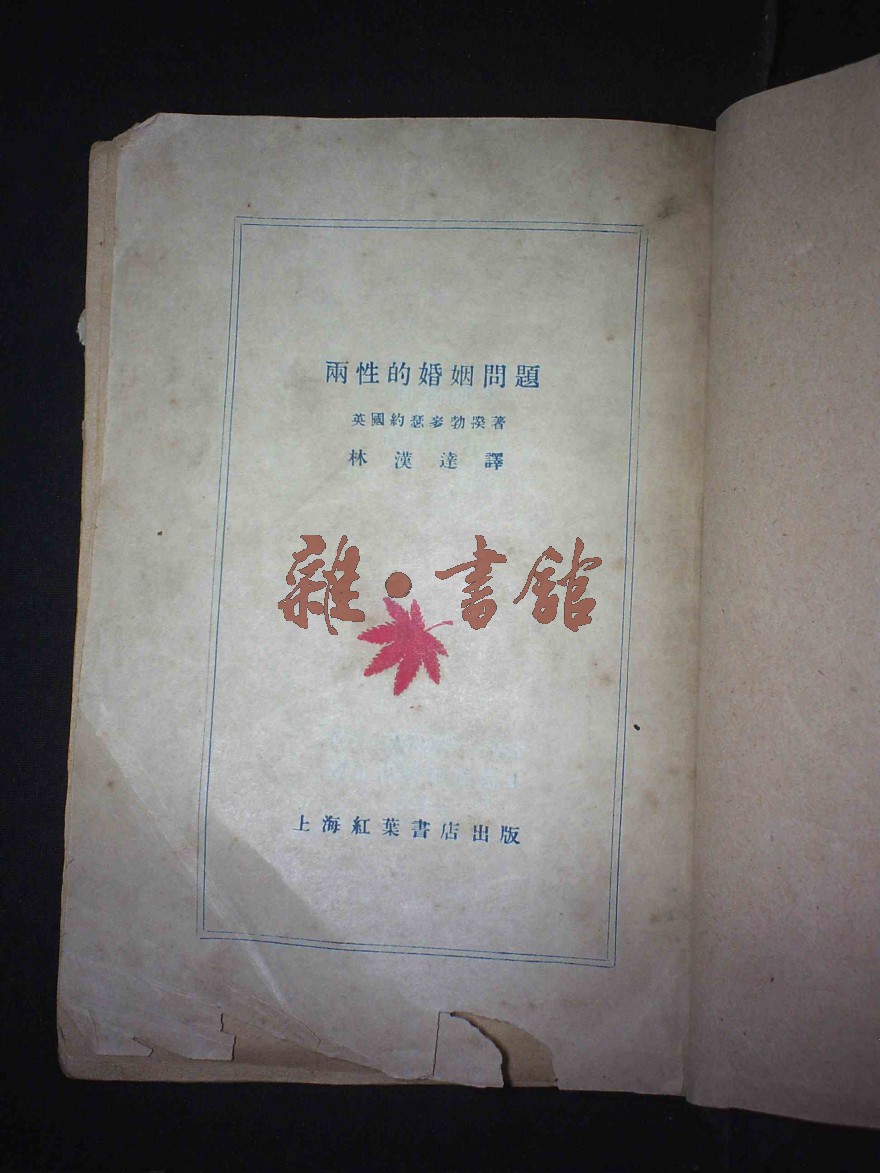 兩性的婚姻問題
英國約瑟麥勃揆著
林漢達譯
雜·書館
上海紅葉書店出版